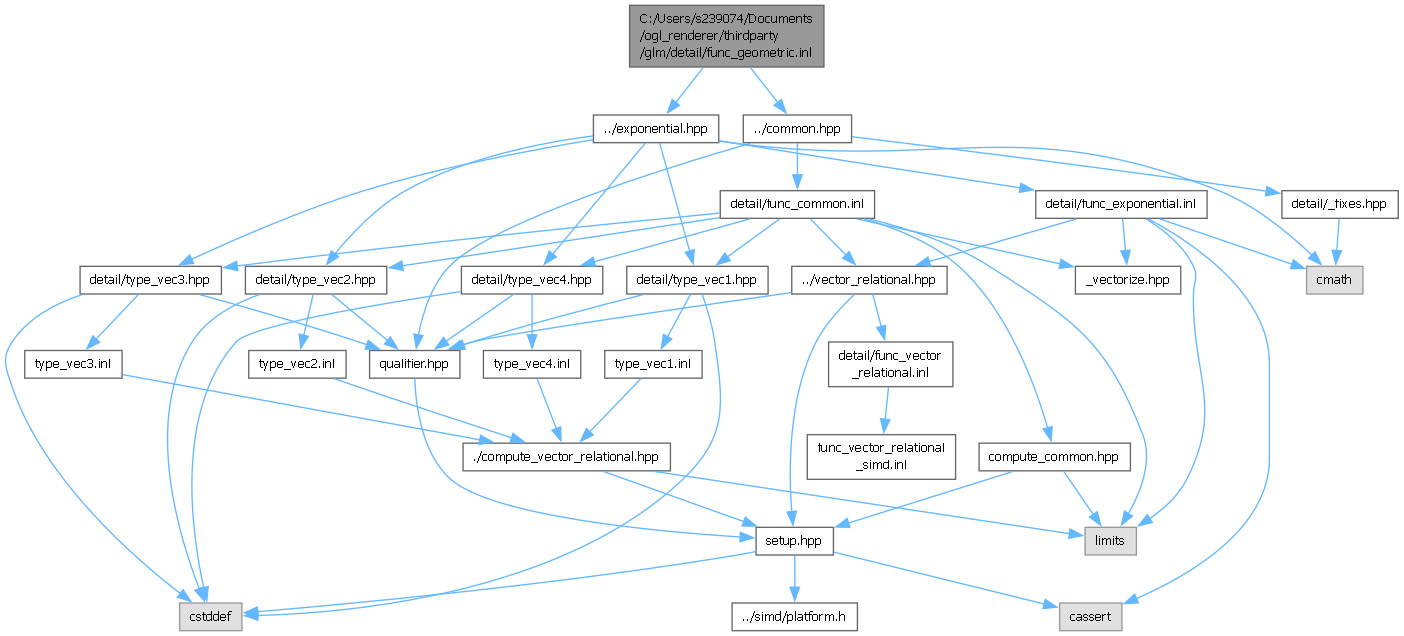 C:/Users/s239074/Documents
/ogl_renderer/thirdparty
/glm/detail/func_geometric.inl
../exponential.hpp
../common.hpp
detail/func_common.inl
detail/func_exponential.inl
detail/_fixes.hpp
detail/type_vec3.hpp
detail/type_vec2.hpp
detail/type_vec4.hpp
detail/type_vec1.hpp
../vector_relational.hpp
_vectorize.hpp
cmath
type_vec3.inl
type_vec2.inl
qualifier.hpp
type_vec4.inl
type_vec1.inl
detail/func_vector
_relational.inl
./compute_vector_relational.hpp
func_vector_relational
_simd.inl
compute_common.hpp
setup.hpp
limits
cstddef
../simd/platform.h
cassert